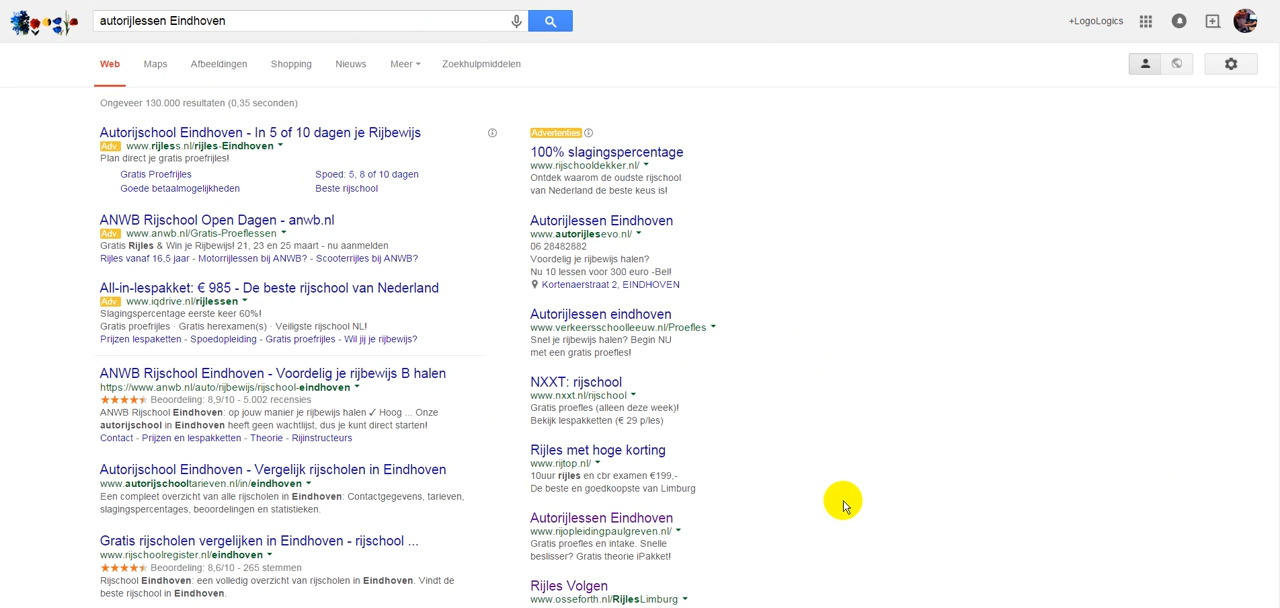 autorijlessen Eindhoven
+LogoLogics
Web Maps Afbeeldingen Shopping Nieuws Meer Zoekhulpmiddelen
Ongeveer 130.000 resultaten (0,35 seconden)
Autorijschool Eindhoven - In 5 of 10 dagen je Rijbewijs
Adv. www.rijless.nl/rijles-Eindhoven
Plan direct je gratis proefrijles!
Gratis Proefrijles Spoed: 5, 8 of 10 dagen
Goede betaalmogelijkheden Beste rijschool
ANWB Rijschool Open Dagen - anwb.nl
Adv. www.anwb.nl/Gratis-Proeflessen
Gratis Rijles & Win je Rijbewijs! 21, 23 en 25 maart - nu aanmelden
Rijles vanaf 16,5 jaar - Motorrijlessen bij ANWB? - Scooterrijles bij ANWB?
All-in-lespakket: € 985 - De beste rijschool van Nederland
Adv. www.iqdrive.nl/rijlessen
Slagingspercentage eerste keer 60%!
Gratis proefrijles · Gratis herexamen(s) · Veiligste rijschool NL!
Prijzen lespakketten - Spoedopleiding - Gratis proefrijles - Wil jij je rijbewijs?
ANWB Rijschool Eindhoven - Voordelig je rijbewijs B halen
https://www.anwb.nl/auto/rijbewijs/rijschool-eindhoven
Beoordeling: 8,9/10 - 5.002 recensies
ANWB Rijschool Eindhoven: op jouw manier je rijbewijs halen ✓ Hoog ... Onze
autorijschool in Eindhoven heeft geen wachtlijst, dus je kunt direct starten!
Contact - Prijzen en lespakketten - Theorie - Rijinstructeurs
Autorijschool Eindhoven - Vergelijk rijscholen in Eindhoven
www.autorijschooltarieven.nl/in/eindhoven
Een compleet overzicht van alle rijscholen in Eindhoven: Contactgegevens, tarieven,
slagingspercentages, beoordelingen en statistieken.
Gratis rijscholen vergelijken in Eindhoven - rijschool ...
www.rijschoolregister.nl/eindhoven
Beoordeling: 8,6/10 - 265 stemmen
Rijschool Eindhoven: een volledig overzicht van rijscholen in Eindhoven. Vindt de
beste rijschool in Eindhoven.
Advertenties
100% slagingspercentage
www.rijschooldekker.nl/
Ontdek waarom de oudste rijschool
van Nederland de beste keus is!
Autorijlessen Eindhoven
www.autorijlesevo.nl/
06 28482882
Voordelig je rijbewijs halen?
Nu 10 lessen voor 300 euro -Bel!
Kortenaerstraat 2, EINDHOVEN
Autorijlessen eindhoven
www.verkeersschoolleeuw.nl/Proefles
Snel je rijbewijs halen? Begin NU
met een gratis proefles!
NXXT: rijschool
www.nxxt.nl/rijschool
Gratis proefles (alleen deze week)!
Bekijk lespakketten (€ 29 p/les)
Rijles met hoge korting
www.rijtop.nl/
10uur rijles en cbr examen €199,-
De beste en goedkoopste van Limburg
Autorijlessen Eindhoven
www.rijopleidingpaulgreven.nl/
Gratis proefles en intake. Snelle
beslisser? Gratis theorie iPakket!
Rijles Volgen
www.osseforth.nl/RijlesLimburg